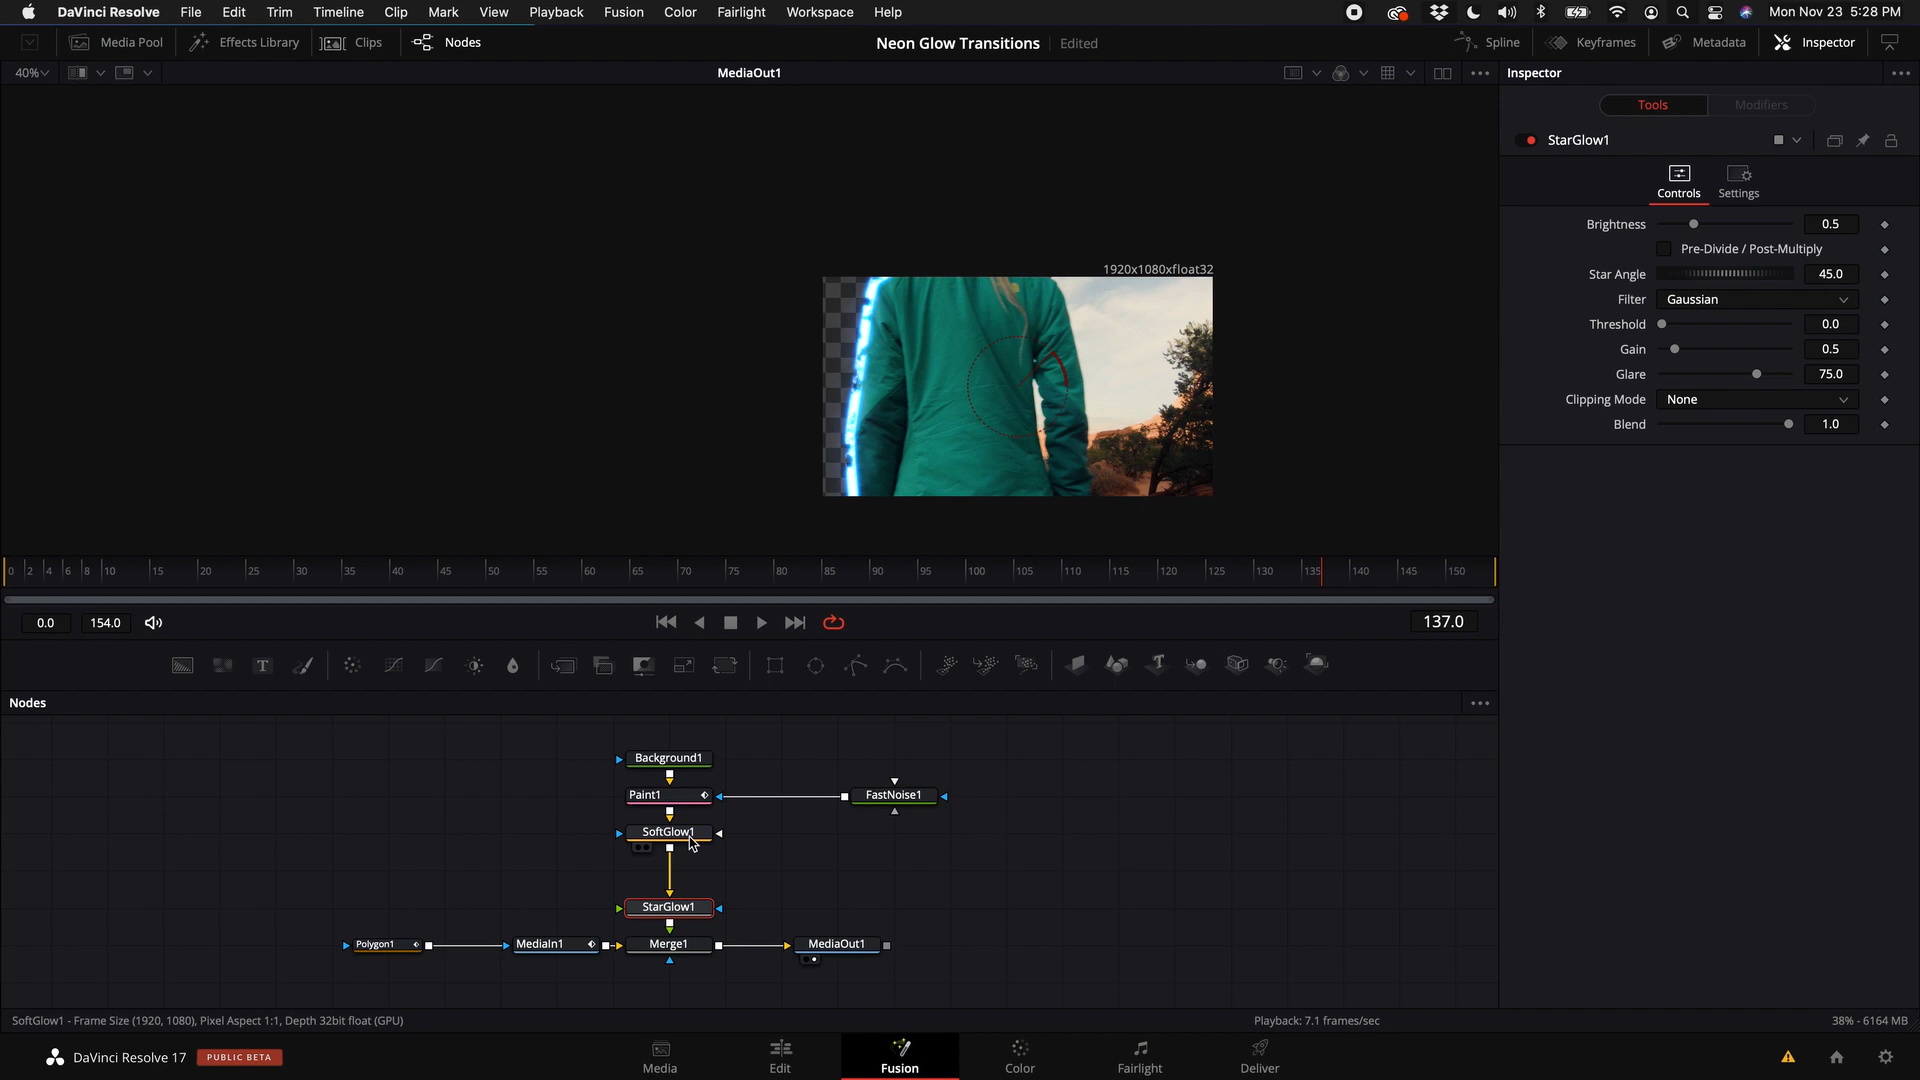 DaVinci Resolve File Edit Trim Timeline Clip Mark View Playback Fusion Color Fairlight Workspace Help Mon Nov 23 5:28 PM
Media Pool Effects Library Clips Nodes Neon Glow Transitions Edited Spline Keyframes Metadata Inspector
40% MediaOut1 Inspector
Tools Modifiers
StarGlow1
Controls Settings
Brightness 0.5
Pre-Divide / Post-Multiply
Star Angle 45.0
Filter Gaussian
Threshold 0.0
Gain 0.5
Glare 75.0
Clipping Mode None
Blend 1.0
1920x1080xfloat32
0 2 4 6 8 10 15 20 25 30 35 40 45 50 55 60 65 70 75 80 85 90 95 100 105 110 115 120 125 130 135 140 145 150
0.0 154.0 137.0
Nodes
Background1
Paint1 FastNoise1
SoftGlow1
StarGlow1
Polygon1 MediaIn1 Merge1 MediaOut1
SoftGlow1 - Frame Size (1920, 1080), Pixel Aspect 1:1, Depth 32bit float (GPU) Playback: 7.1 frames/sec 38% - 6164 MB
DaVinci Resolve 17 PUBLIC BETA Media Edit Fusion Color Fairlight Deliver